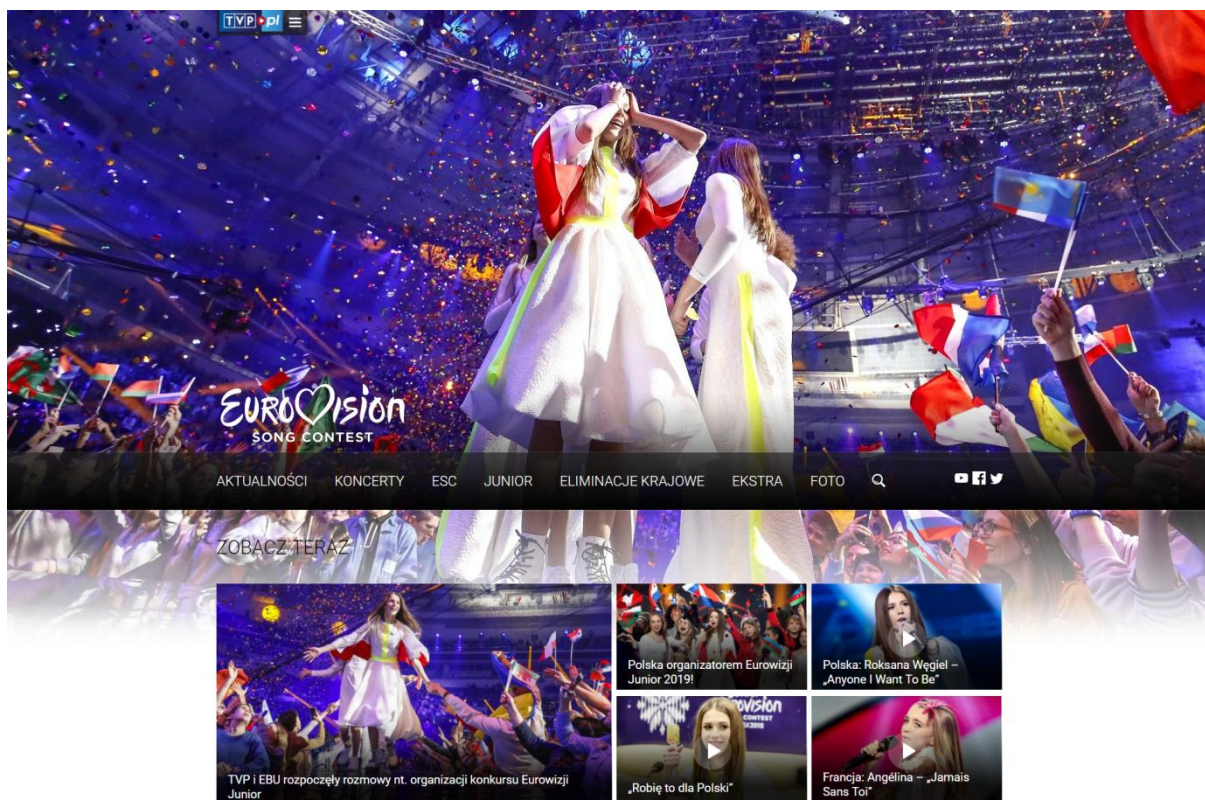 TVP pl
EUROVISION
SONG CONTEST
AKTUALNOŚCI KONCERTY ESC JUNIOR ELIMINACJE KRAJOWE EKSTRA FOTO
ZOBACZ TERAZ
TVP i EBU rozpoczęły rozmowy nt. organizacji konkursu Eurowizji
Junior
Polska organizatorem Eurowizji
Junior 2019!
Polska: Roksana Węgiel –
„Anyone I Want To Be”
„Robię to dla Polski”
Francja: Angélina – „Jamais
Sans Toi”